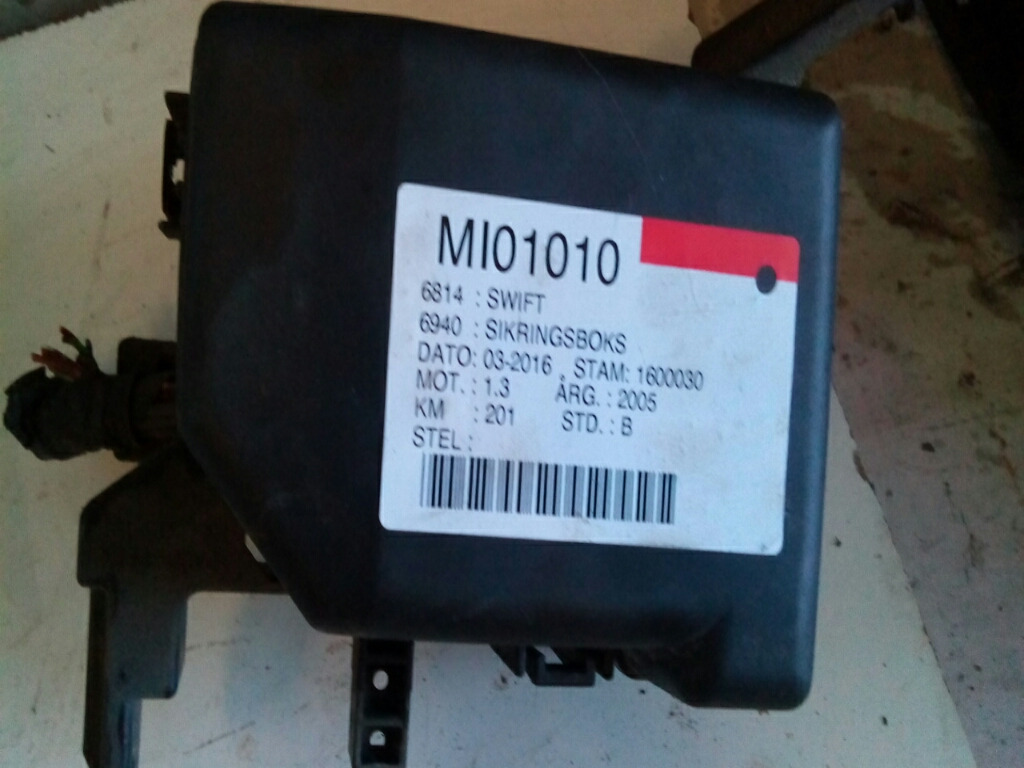 MI01010
6814 : SWIFT
6940 : SIKRINGSBOKS
DATO: 03-2016 , STAM: 1600030
MOT. : 1.3 ÅRG. : 2005
KM : 201 STD. : B
STEL :